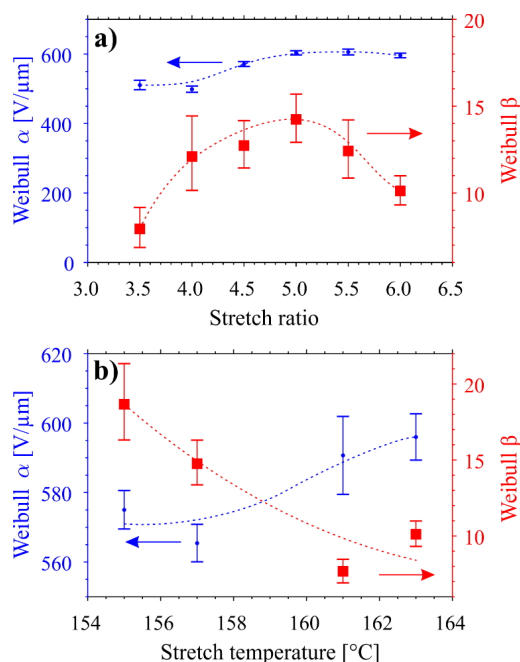 a)
Weibull α [V/µm]
600
400
200
0
20
15
10
Weibull β
3.0 3.5 4.0 4.5 5.0 5.5 6.0 6.5
Stretch ratio
b)
Weibull α [V/µm]
620
600
580
560
20
15
10
Weibull β
154 156 158 160 162 164
Stretch temperature [°C]